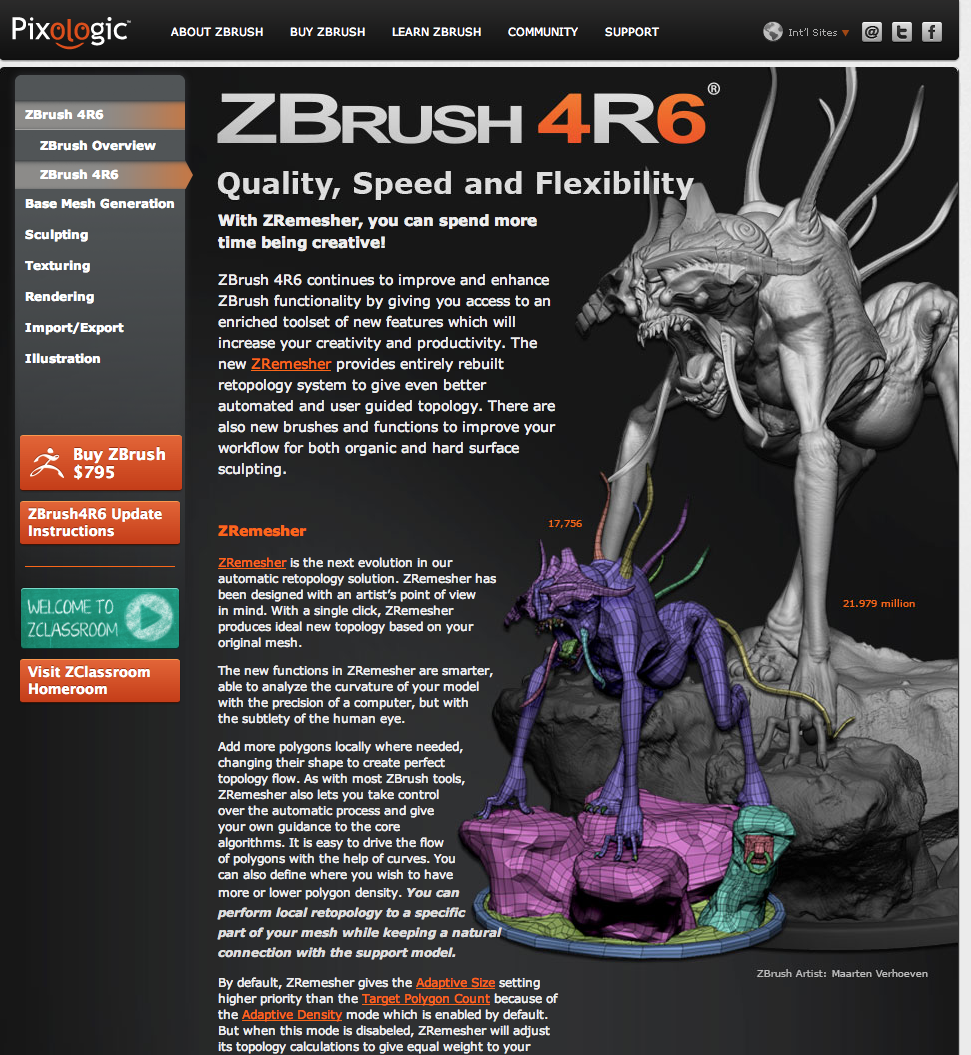 Pixologic™
ABOUT ZBRUSH BUY ZBRUSH LEARN ZBRUSH COMMUNITY SUPPORT
Int'l Sites
ZBrush 4R6
ZBrush Overview
ZBrush 4R6
Base Mesh Generation
Sculpting
Texturing
Rendering
Import/Export
Illustration
Buy ZBrush
$795
ZBrush4R6 Update
Instructions
WELCOME TO
ZCLASSROOM
Visit ZClassroom
Homeroom
ZBRUSH 4R6®
Quality, Speed and Flexibility
With ZRemesher, you can spend more
time being creative!
ZBrush 4R6 continues to improve and enhance
ZBrush functionality by giving you access to an
enriched toolset of new features which will
increase your creativity and productivity. The
new ZRemesher provides entirely rebuilt
retopology system to give even better
automated and user guided topology. There are
also new brushes and functions to improve your
workflow for both organic and hard surface
sculpting.
17,756
21.979 million
ZRemesher
ZRemesher is the next evolution in our
automatic retopology solution. ZRemesher has
been designed with an artist's point of view
in mind. With a single click, ZRemesher
produces ideal new topology based on your
original mesh.
The new functions in ZRemesher are smarter,
able to analyze the curvature of your model
with the precision of a computer, but with
the subtlety of the human eye.
Add more polygons locally where needed,
changing their shape to create perfect
topology flow. As with most ZBrush tools,
ZRemesher also lets you take control
over the automatic process and give
your own guidance to the core
algorithms. It is easy to drive the flow
of polygons with the help of curves. You
can also define where you wish to have
more or lower polygon density. You can
perform local retopology to a specific
part of your mesh while keeping a natural
connection with the support model.
ZBrush Artist: Maarten Verhoeven
By default, ZRemesher gives the Adaptive Size setting
higher priority than the Target Polygon Count because of
the Adaptive Density mode which is enabled by default.
But when this mode is disabeled, ZRemesher will adjust
its topology calculations to give equal weight to your